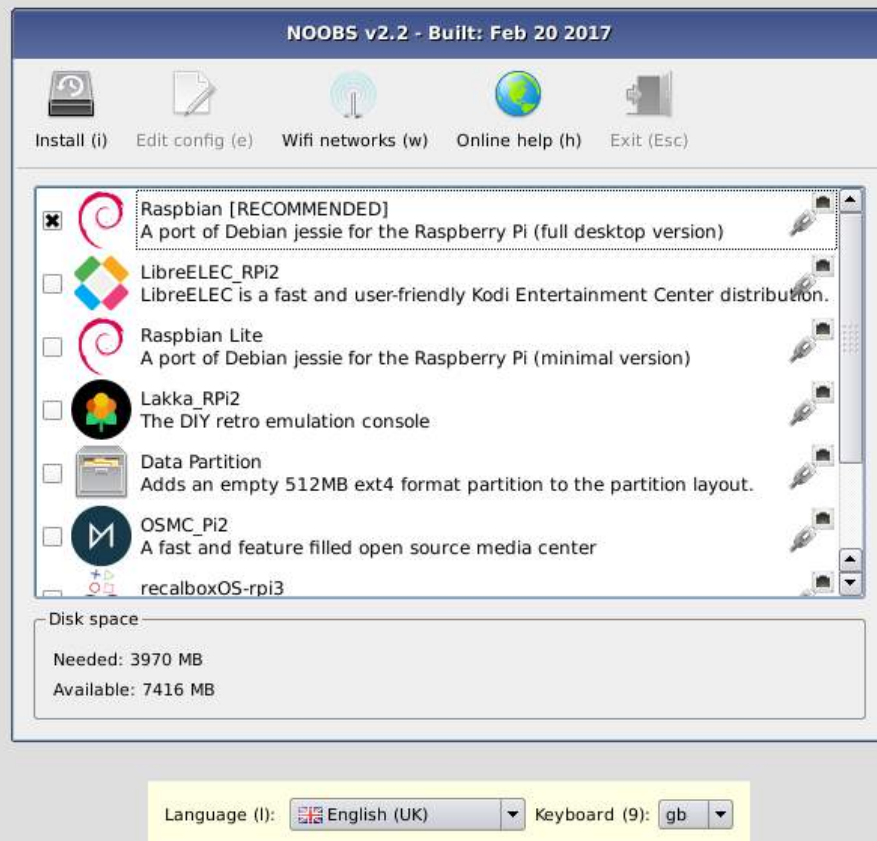 NOOBS v2.2 - Built: Feb 20 2017
Install (i) Edit config (e) Wifi networks (w) Online help (h) Exit (Esc)
Raspbian [RECOMMENDED]
A port of Debian jessie for the Raspberry Pi (full desktop version)
LibreELEC_RPi2
LibreELEC is a fast and user-friendly Kodi Entertainment Center distribution.
Raspbian Lite
A port of Debian jessie for the Raspberry Pi (minimal version)
Lakka_RPi2
The DIY retro emulation console
Data Partition
Adds an empty 512MB ext4 format partition to the partition layout.
OSMC_Pi2
A fast and feature filled open source media center
recalboxOS-rpi3
Disk space
Needed: 3970 MB
Available: 7416 MB
Language (l): English (UK) Keyboard (9): gb